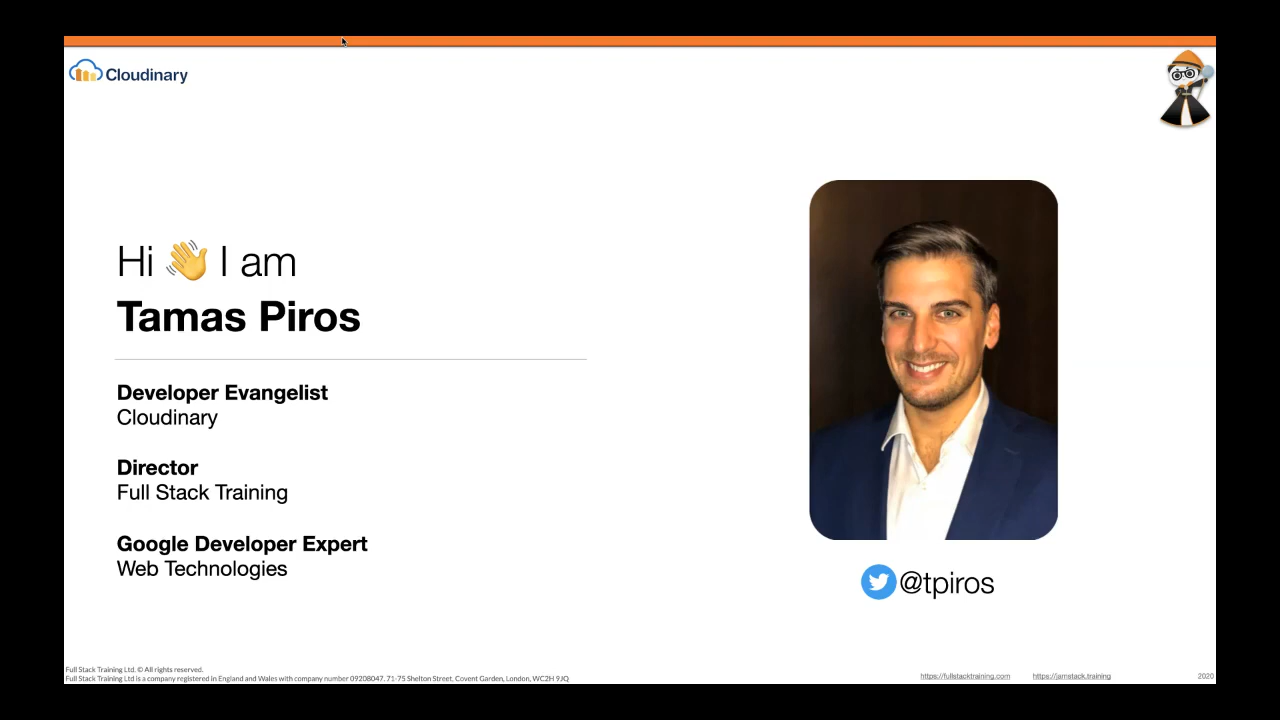 Cloudinary
Hi 👋 I am
Tamas Piros
Developer Evangelist
Cloudinary
Director
Full Stack Training
Google Developer Expert
Web Technologies
@tpiros
Full Stack Training Ltd. © All rights reserved.
Full Stack Training Ltd is a company registered in England and Wales with company number 09208047. 71-75 Shelton Street, Covent Garden, London, WC2H 9JQ
https://fullstacktraining.com
https://jamstack.training
2020